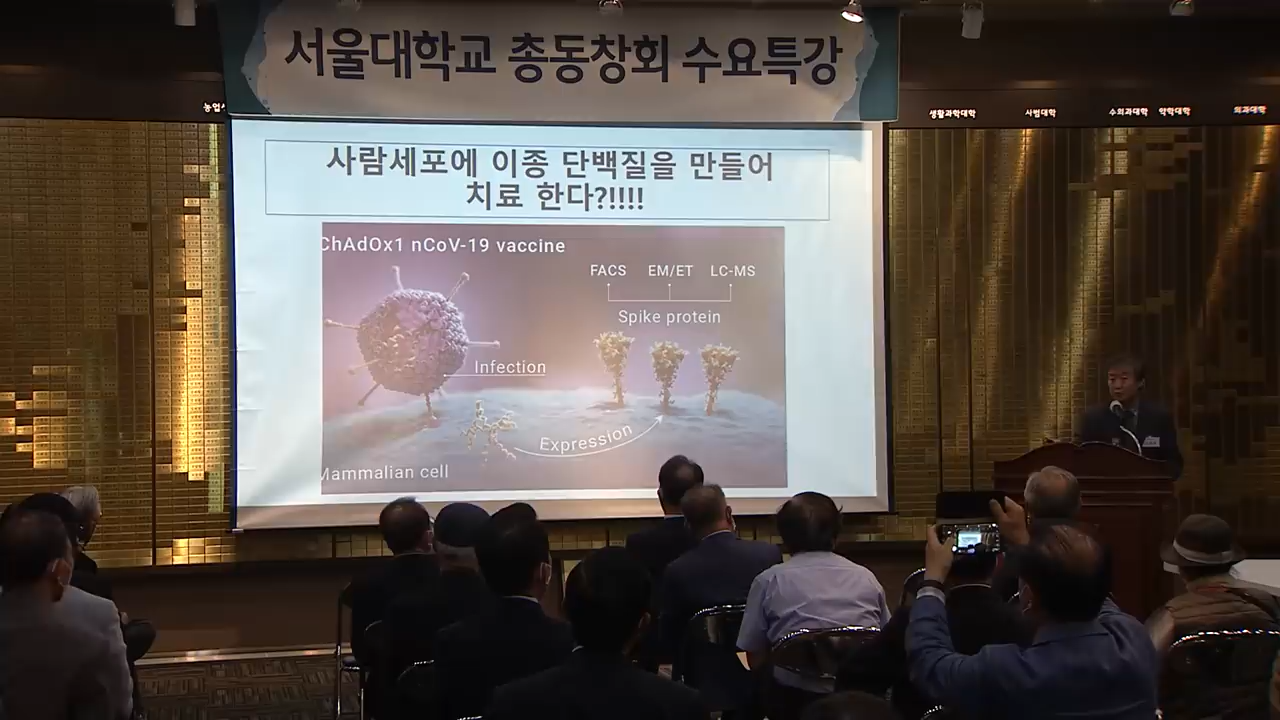 서울대학교 총동창회 수요특강
생활과학대학 사범대학 수의과대학 약학대학 의과대학
사람세포에 이종 단백질을 만들어
치료 한다?!!!!
ChAdOx1 nCoV-19 vaccine
FACS EM/ET LC-MS
Spike protein
Infection
Expression
Mammalian cell